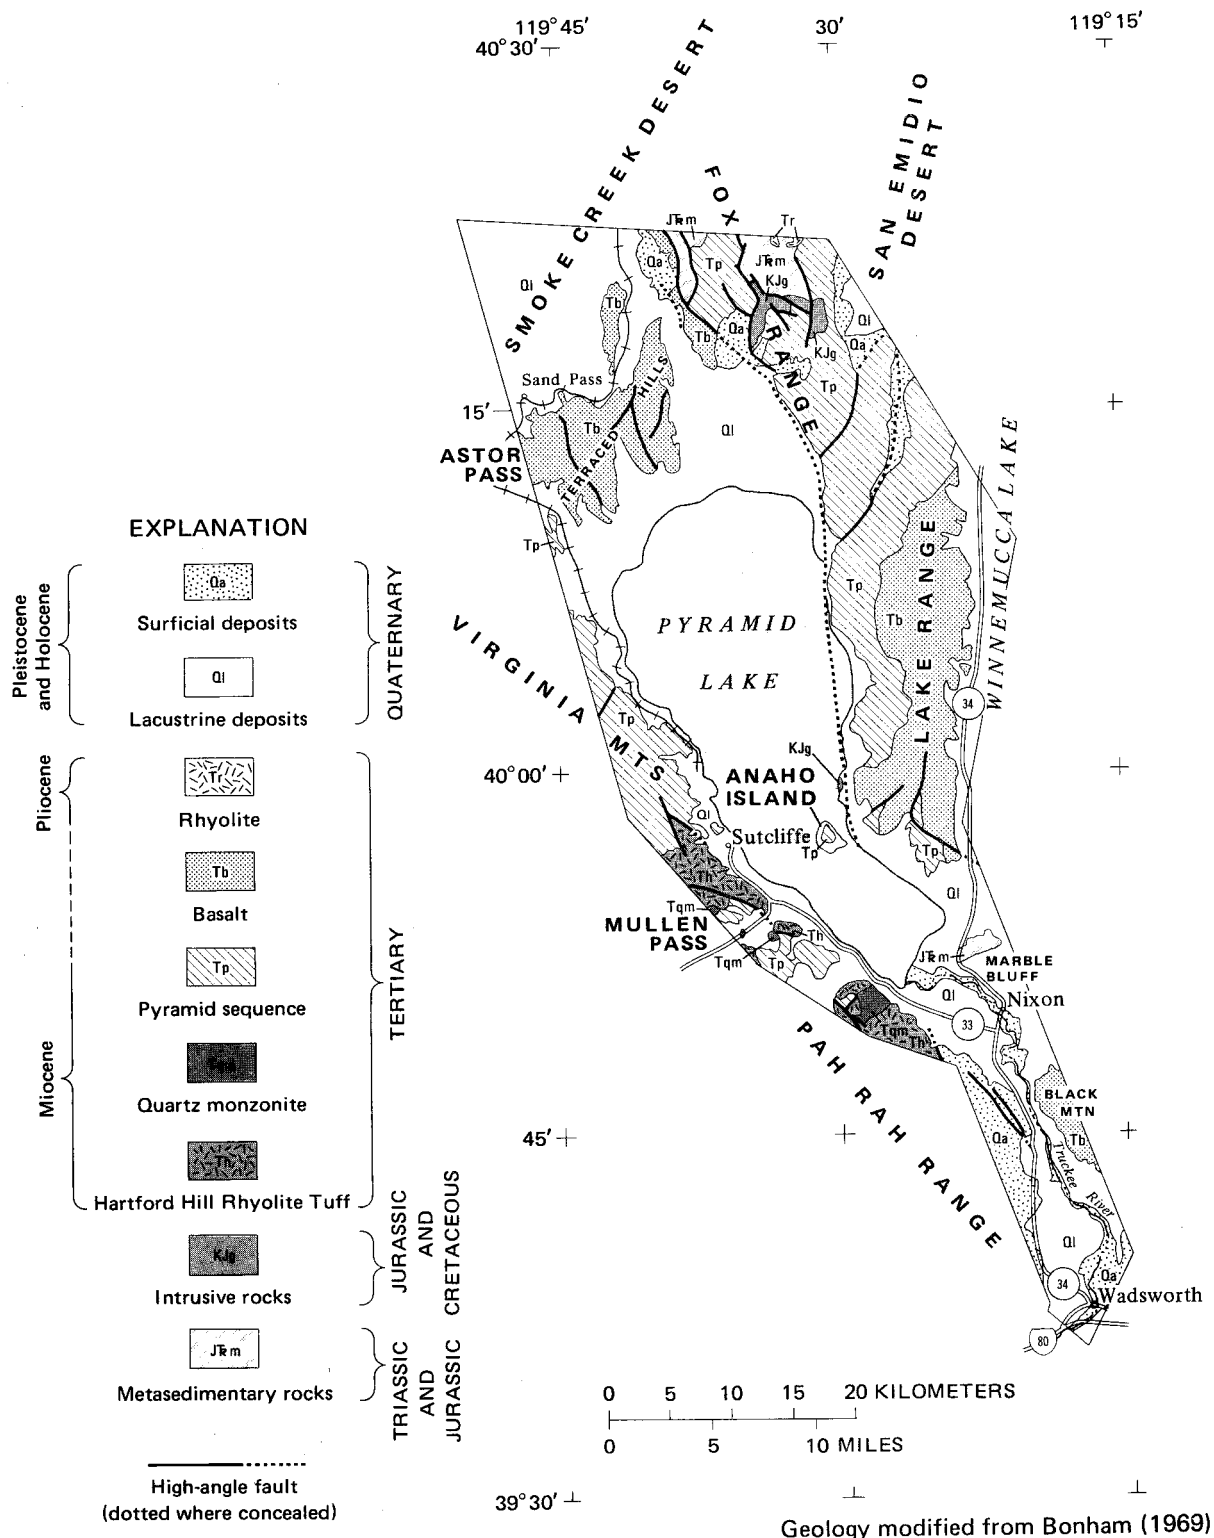 119° 45′
30′
119° 15′
40° 30′
SMOKE CREEK DESERT
FOX RANGE
SAN EMIDIO
DESERT
JTRm
Tr
Qa
Tp
JTRm
KJg
Ql
Tb
Qa
Tb
Ql
Qa
KJg
Tp
Sand Pass
15′
Tb
TERRACED HILLS
Ql
ASTOR
PASS
Tp
WINNEMUCCA LAKE
LAKE RANGE
Tp
Tb
PYRAMID
LAKE
VIRGINIA MTS
Tp
34
KJg
40° 00′
ANAHO
ISLAND
Ql
Sutcliffe
Tp
Tp
Th
Ql
Tqm
MULLEN
PASS
Th
Tqm
Tp
JTRm
MARBLE
BLUFF
Ql
Nixon
33
Tqm
Th
PAH RAH RANGE
BLACK
MTN
45′
Qa
Tb
Truckee River
Ql
Qa
34
Wadsworth
80
EXPLANATION
Pleistocene
and Holocene
Qa
Surficial deposits
Ql
Lacustrine deposits
QUATERNARY
Pliocene
Tr
Rhyolite
Tb
Basalt
Tp
Pyramid sequence
TERTIARY
Miocene
Tqm
Quartz monzonite
Th
Hartford Hill Rhyolite Tuff
KJg
Intrusive rocks
JURASSIC
AND
CRETACEOUS
JTRm
Metasedimentary rocks
TRIASSIC
AND
JURASSIC
High-angle fault
(dotted where concealed)
0 5 10 15 20 KILOMETERS
0 5 10 MILES
39° 30′
Geology modified from Bonham (1969)